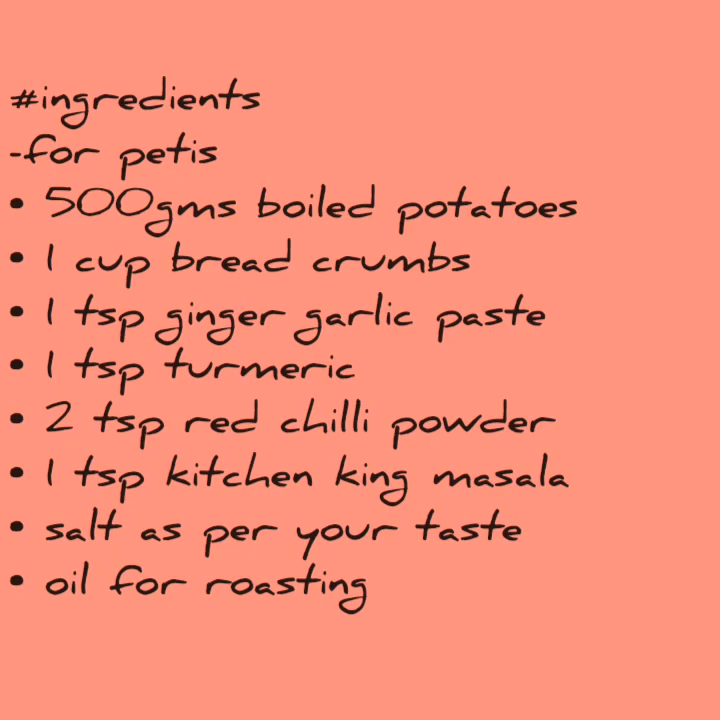 #ingredients
-for petis
• 500gms boiled potatoes
• 1 cup bread crumbs
• 1 tsp ginger garlic paste
• 1 tsp turmeric
• 2 tsp red chilli powder
• 1 tsp kitchen king masala
• salt as per your taste
• oil for roasting